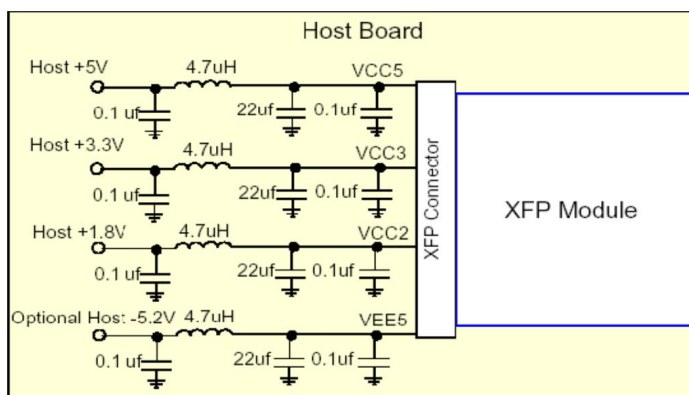 Host Board
Host +5V
4.7uH
VCC5
0.1 uf
22uf
0.1uf
Host +3.3V
4.7uH
VCC3
0.1 uf
22uf
0.1uf
Host +1.8V
4.7uH
VCC2
0.1 uf
22uf
0.1uf
Optional Host -5.2V
4.7uH
VEE5
0.1 uf
22uf
0.1uf
XFP Connector
XFP Module